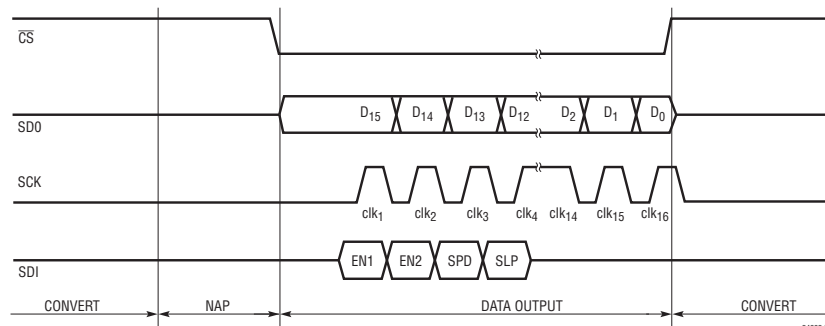 CS
SD0
D15 D14 D13 D12 D2 D1 D0
SCK
clk1 clk2 clk3 clk4 clk14 clk15 clk16
SDI
EN1 EN2 SPD SLP
CONVERT NAP DATA OUTPUT CONVERT